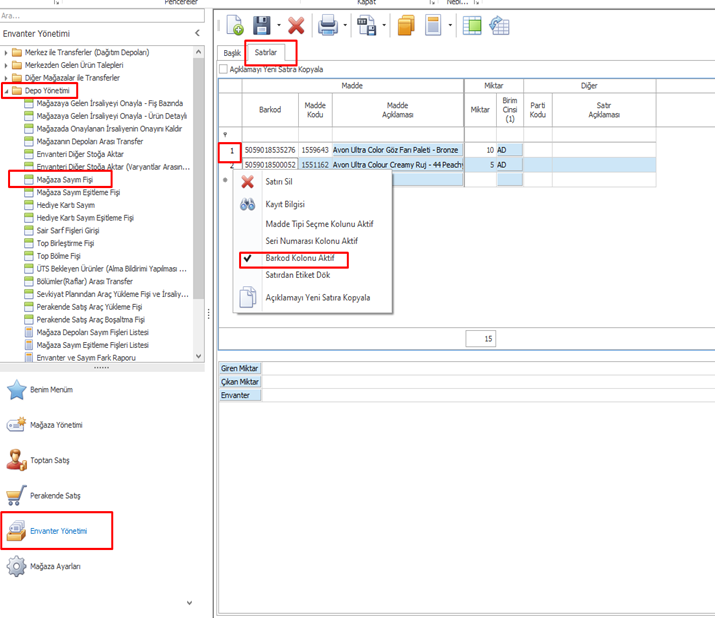 Pencereler
Kapat
Nebi...
Ara...
Envanter Yönetimi
Merkez ile Transferler (Dağıtım Depoları)
Merkezden Gelen Ürün Talepleri
Diğer Mağazalar ile Transferler
Depo Yönetimi
Mağazaya Gelen İrsaliyeyi Onayla - Fiş Bazında
Mağazaya Gelen İrsaliyeyi Onayla - Ürün Detaylı
Mağazada Onaylanan İrsaliyenin Onayını Kaldır
Mağazanın Depoları Arası Transfer
Envanteri Diğer Stoğa Aktar
Envanteri Diğer Stoğa Aktar (Varyantlar Arasın...
Mağaza Sayım Fişi
Mağaza Sayım Eşitleme Fişi
Hediye Kartı Sayım
Hediye Kartı Sayım Eşitleme Fişi
Sair Sarf Fişleri Girişi
Top Birleştirme Fişi
Top Bölme Fişi
ÜTS Bekleyen Ürünler (Alma Bildirimi Yapılması ...
Bölümler(Raflar) Arası Transfer
Sevkiyat Planından Araç Yükleme Fişi ve İrsaliy...
Perakende Satış Araç Yükleme Fişi
Perakende Satış Araç Boşaltma Fişi
Mağaza Depoları Sayım Fişleri Listesi
Mağaza Sayım Eşitleme Fişleri Listesi
Envanter ve Sayım Fark Raporu
Benim Menüm
Mağaza Yönetimi
Toptan Satış
Perakende Satış
Envanter Yönetimi
Mağaza Ayarları
Başlık
Satırlar
Açıklamayı Yeni Satıra Kopyala
Madde
Miktar
Diğer
Barkod
Madde Kodu
Madde Açıklaması
Miktar
Birim Cinsi (1)
Parti Kodu
Satır Açıklaması
1 5059018535276 1559643 Avon Ultra Color Göz Farı Paleti - Bronze 10 AD
2 5059018500052 1551162 Avon Ultra Colour Creamy Ruj - 44 Peachy 5 AD
Satırı Sil
Kayıt Bilgisi
Madde Tipi Seçme Kolunu Aktif
Seri Numarası Kolonu Aktif
Barkod Kolonu Aktif
Satırdan Etiket Dök
Açıklamayı Yeni Satıra Kopyala
15
Giren Miktar
Çıkan Miktar
Envanter